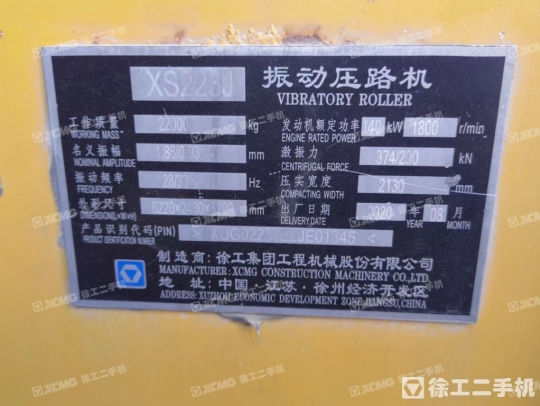 XS223J 振动压路机
VIBRATORY ROLLER
工作质量 22000 kg 发动机额定功率 140 kW 1800 r/min
WORKING MASS ENGINE RATED POWER
名义振幅 mm 激振力 374/290 kN
NOMINAL AMPLITUDE CENTRIFUGAL FORCE
振动频率 28/33 Hz 压实宽度 2130 mm
FREQUENCY COMPACTING WIDTH
外形尺寸 mm 出厂日期 2020 年 03 月
DIMENSION(L×W×H) DELIVERY DATE YEAR MONTH
产品识别代码(PIN) JE01345 <
PRODUCT IDENTIFICATION NUMBER
制造商：徐工集团工程机械股份有限公司
MANUFACTURER: XCMG CONSTRUCTION MACHINERY CO.,LTD.
地 址：中国·江苏·徐州经济开发区
ADDRESS: XUZHOU ECONOMIC DEVELOPMENT ZONE JIANGSU, CHINA
徐工二手机